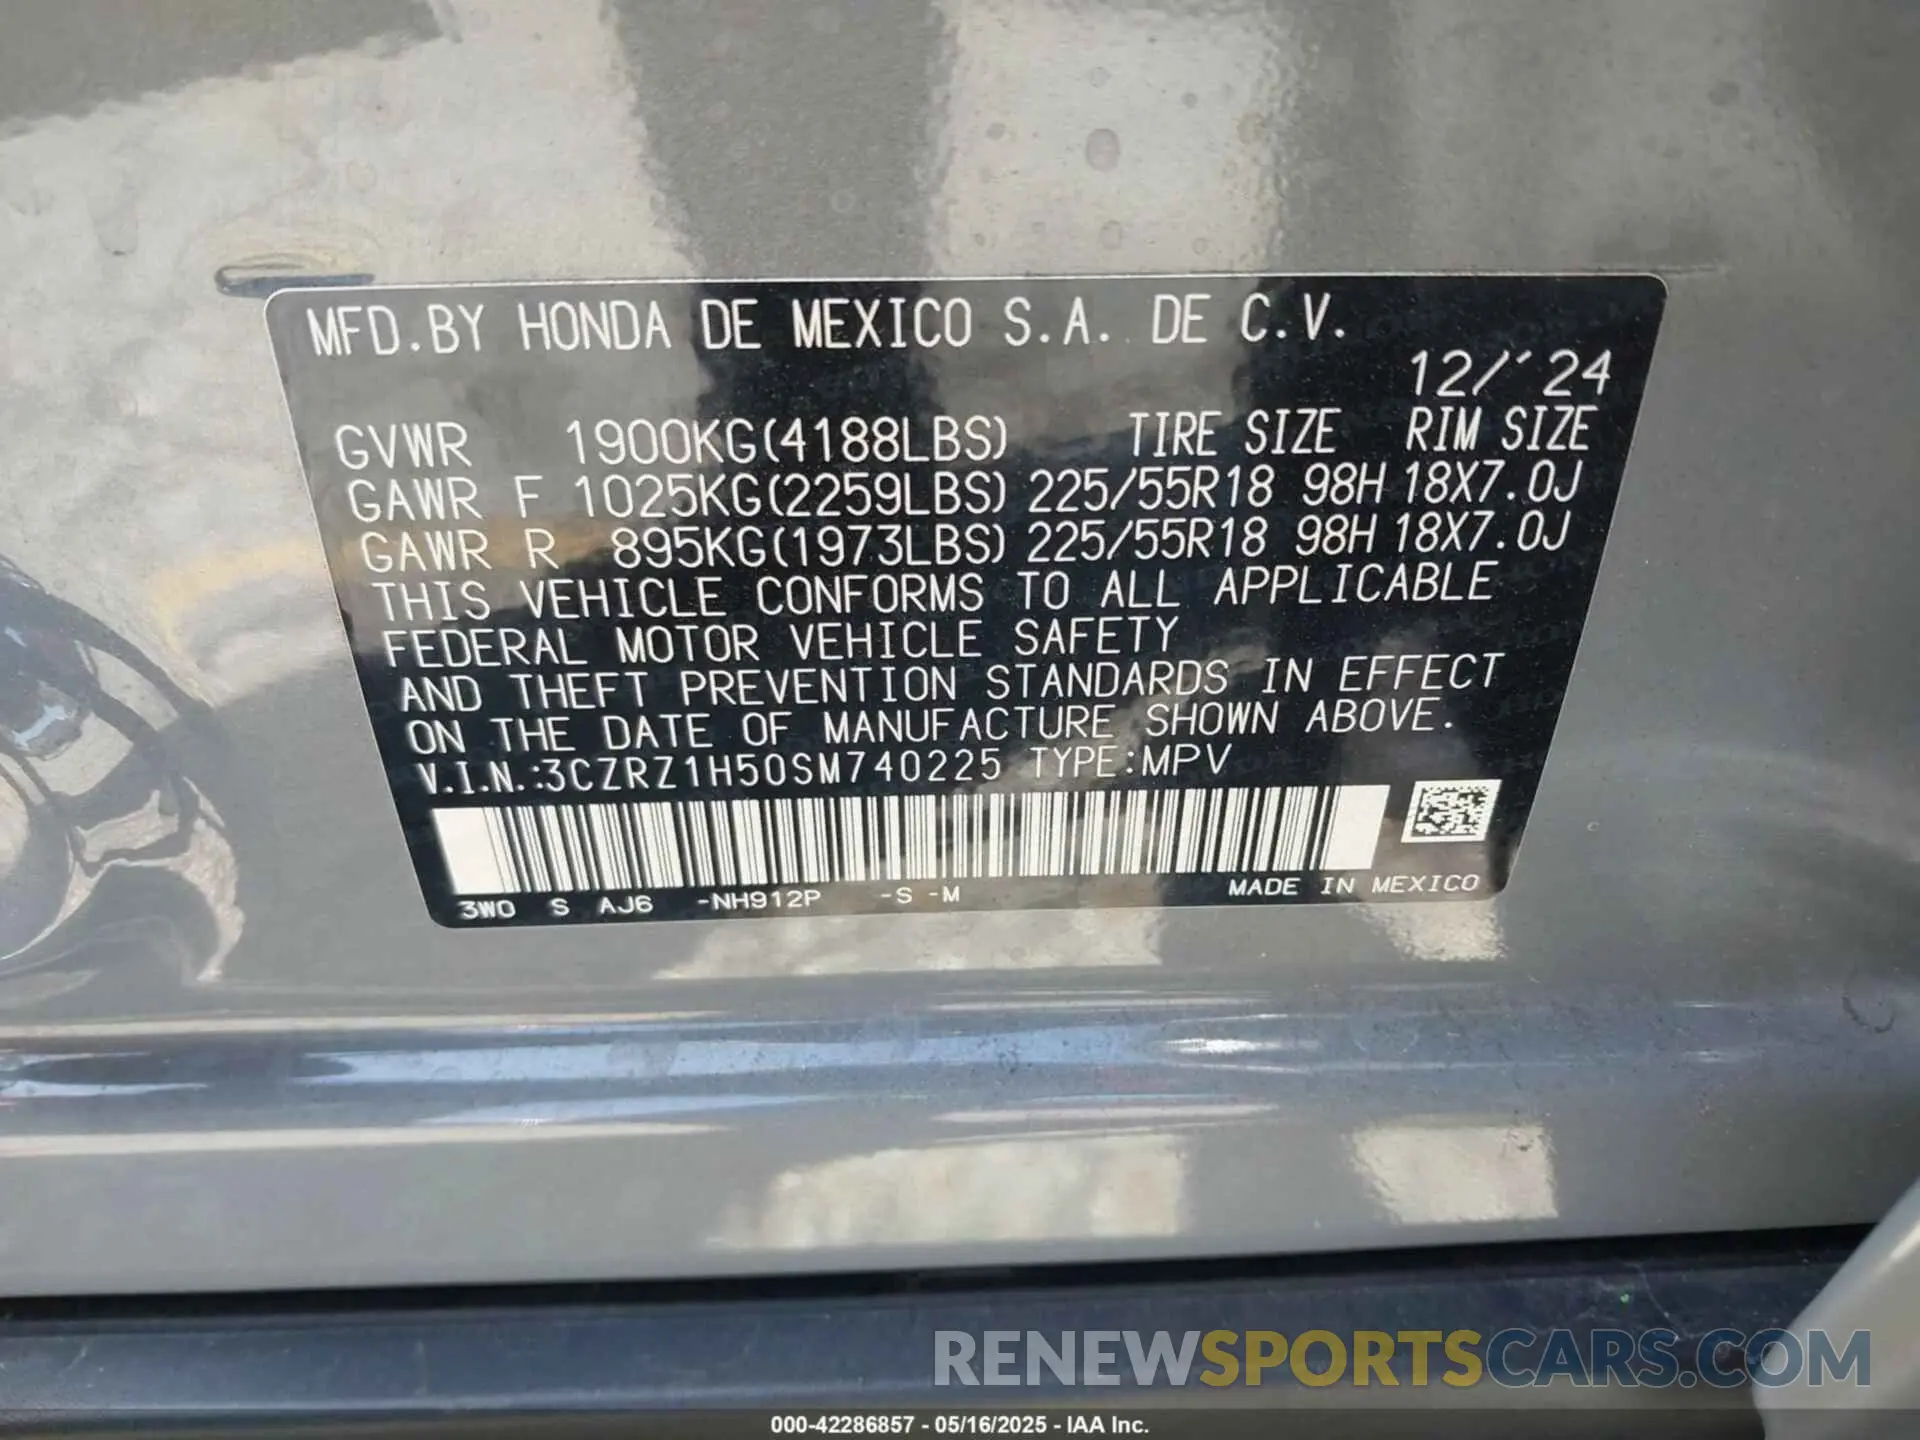 MFD.BY HONDA DE MEXICO S.A. DE C.V.
12/'24
GVWR 1900KG(4188LBS) TIRE SIZE RIM SIZE
GAWR F 1025KG(2259LBS) 225/55R18 98H 18X7.0J
GAWR R 895KG(1973LBS) 225/55R18 98H 18X7.0J
THIS VEHICLE CONFORMS TO ALL APPLICABLE
FEDERAL MOTOR VEHICLE SAFETY
AND THEFT PREVENTION STANDARDS IN EFFECT
ON THE DATE OF MANUFACTURE SHOWN ABOVE.
V.I.N.:3CZRZ1H50SM740225 TYPE:MPV
3W0 S AJ6 -NH912P -S -M MADE IN MEXICO
RENEWSPORTSCARS.COM
000-42286857 - 05/16/2025 - IAA Inc.